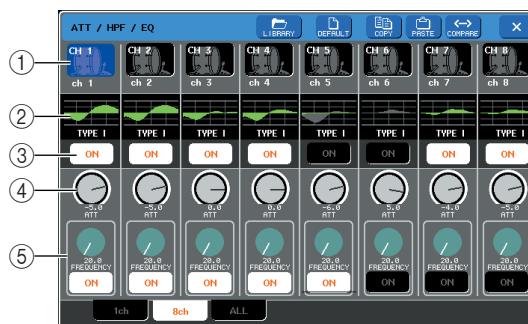 ATT / HPF / EQ LIBRARY DEFAULT COPY PASTE COMPARE ×
① CH 1 CH 2 CH 3 CH 4 CH 5 CH 6 CH 7 CH 8
ch 1 ch 2 ch 3 ch 4 ch 5 ch 6 ch 7 ch 8
②
TYPE I TYPE I TYPE I TYPE I TYPE I TYPE I TYPE I TYPE I
③ ON ON ON ON ON ON ON ON
④
-5.0 -5.0 0.0 0.0 -6.0 5.0 -4.0 -5.0
ATT ATT ATT ATT ATT ATT ATT ATT
⑤
20.0 20.0 20.0 20.0 20.0 20.0 20.0 20.0
FREQUENCY FREQUENCY FREQUENCY FREQUENCY FREQUENCY FREQUENCY FREQUENCY FREQUENCY
ON ON ON ON ON ON ON ON
1ch 8ch ALL